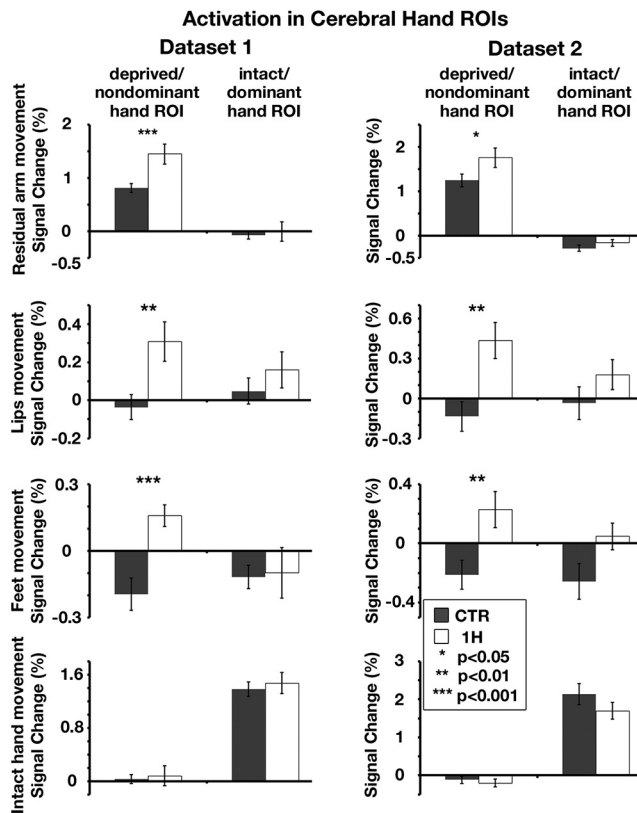 Activation in Cerebral Hand ROIs
Dataset 1
deprived/
nondominant
hand ROI
intact/
dominant
hand ROI
Dataset 2
deprived/
nondominant
hand ROI
intact/
dominant
hand ROI
Residual arm movement
Signal Change (%)
2
1
0
-0.5
***
Signal Change (%)
2
1
0
-0.5
*
Lips movement
Signal Change (%)
0.4
0.2
0
-0.2
**
Signal Change (%)
0.6
0.3
0
-0.3
**
Feet movement
Signal Change (%)
0.3
0
-0.3
***
Signal Change (%)
0.4
0
-0.4
**
CTR
1H
* p<0.05
** p<0.01
*** p<0.001
Intact hand movement
Signal Change (%)
1.6
0.8
0
Signal Change (%)
3
2
1
0